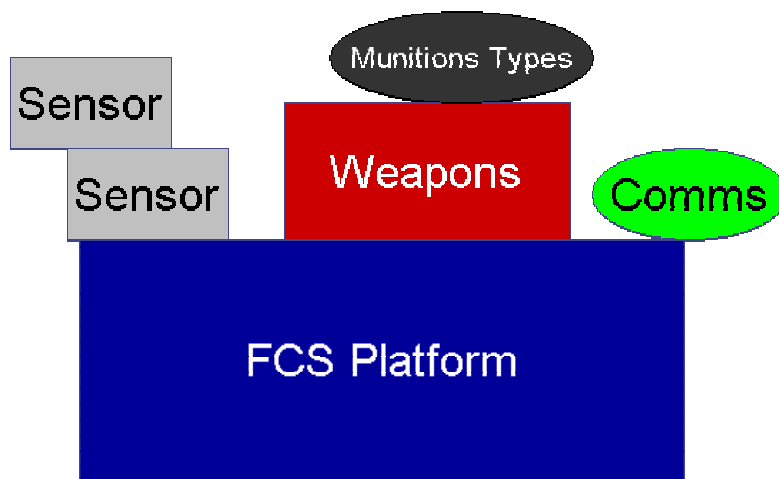 Munitions Types
Sensor
Weapons
Sensor
Comms
FCS Platform